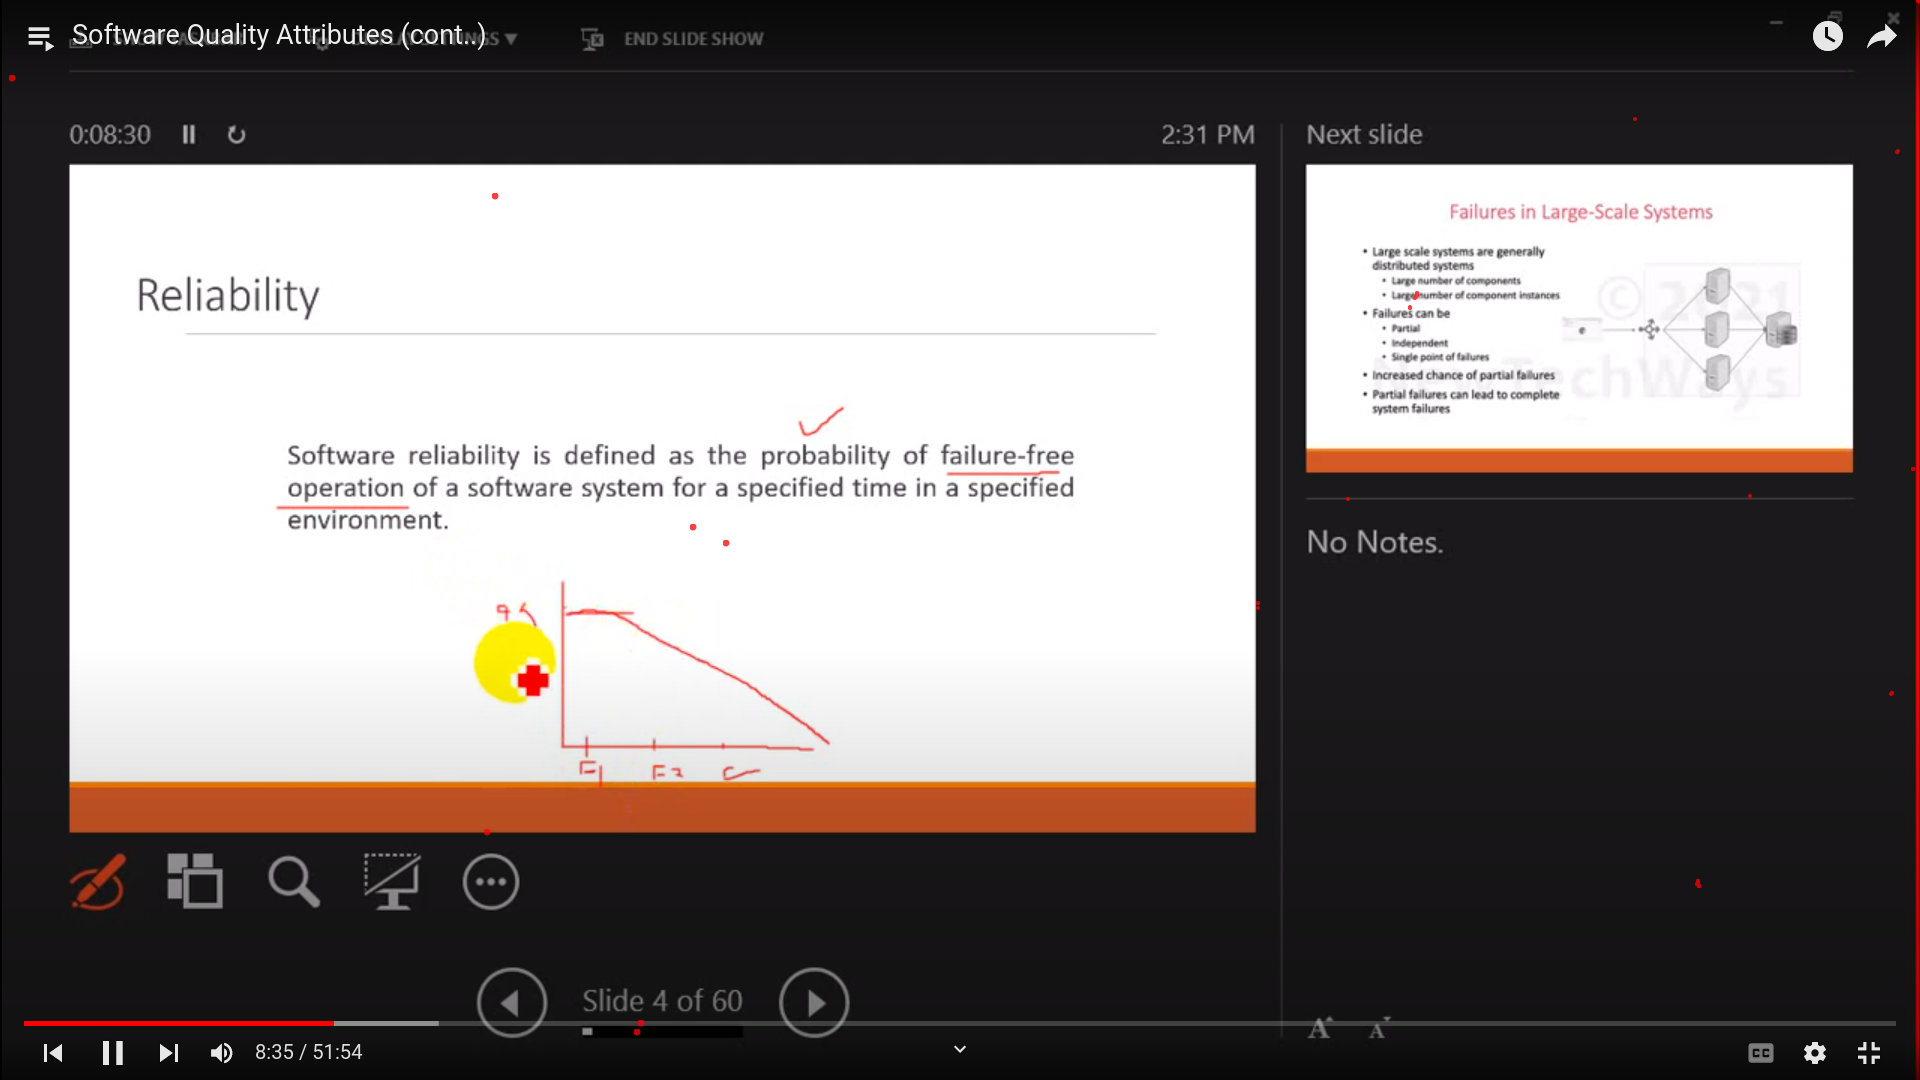 Software Quality Attributes (cont..)
END SLIDE SHOW
0:08:30
2:31 PM
Next slide
Reliability
Software reliability is defined as the probability of failure-free
operation of a software system for a specified time in a specified
environment.
F1 F2
Failures in Large-Scale Systems
• Large scale systems are generally
distributed systems
• Large number of components
• Large number of component instances
• Failures can be
• Partial
• Independent
• Single point of failures
• Increased chance of partial failures
• Partial failures can lead to complete
system failures
© 2021
NewTechWays
No Notes.
Slide 4 of 60
A A
8:35 / 51:54
CC